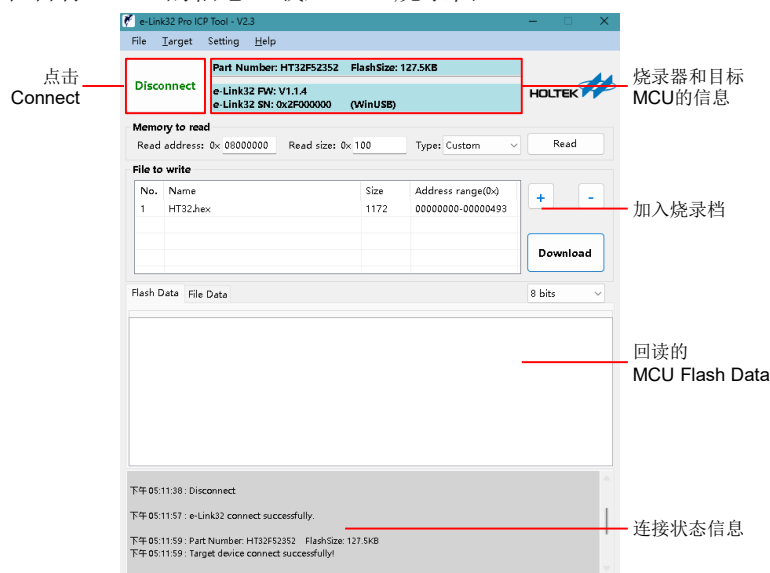 e-Link32 Pro ICP Tool - V2.3
File Target Setting Help
点击
Connect
Disconnect
Part Number: HT32F52352 FlashSize: 127.5KB
e-Link32 FW: V1.1.4
e-Link32 SN: 0x2F000000 (WinUSB)
HOLTEK
烧录器和目标
MCU的信息
Memory to read
Read address: 0x 08000000 Read size: 0x 100 Type: Custom Read
File to write
No. Name Size Address range(0x)
1 HT32.hex 1172 00000000-00000493
+ -
加入烧录档
Download
Flash Data File Data 8 bits
回读的
MCU Flash Data
下午 05:11:38 : Disconnect
下午 05:11:57 : e-Link32 connect successfully.
下午 05:11:59 : Part Number: HT32F52352 FlashSize: 127.5KB
下午 05:11:59 : Target device connect successfully!
连接状态信息